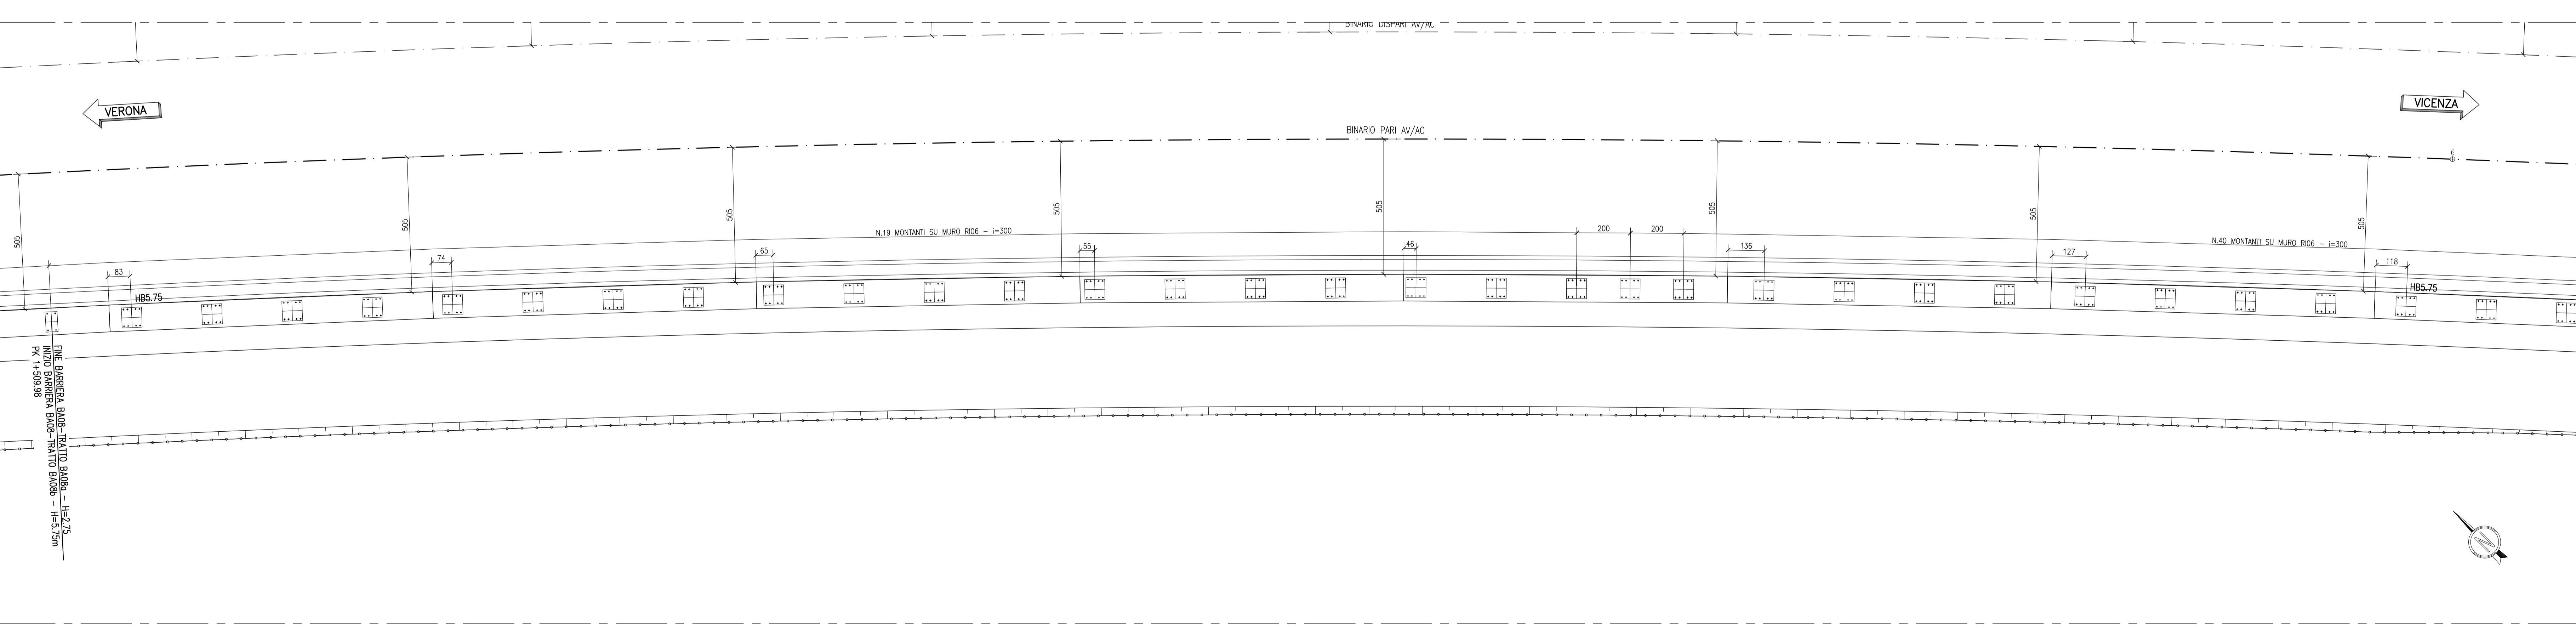 BINARIO DISPARI AV/AC
VERONA
VICENZA
BINARIO PARI AV/AC
6
505
505
505
505
505
505
505
505
N.19 MONTANTI SU MURO RI06 - i=300
200
200
N.40 MONTANTI SU MURO RI06 - i=300
83
74
65
55
46
136
127
118
HB5.75
HB5.75
FINE BARRIERA BA08-TRATTO BA08a - H=2.75
INIZIO BARRIERA BA08-TRATTO BA08b - H=5.75m
PK 11+509.98
N